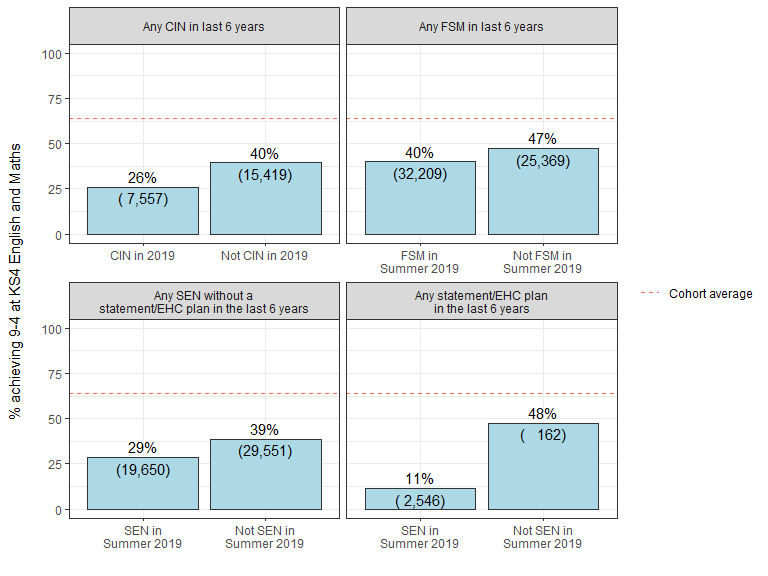 Any CIN in last 6 years
Any FSM in last 6 years
% achieving 9-4 at KS4 English and Maths
100
75
50
25
0
26%
( 7,557)
40%
(15,419)
40%
(32,209)
47%
(25,369)
CIN in 2019
Not CIN in 2019
FSM in
Summer 2019
Not FSM in
Summer 2019
Any SEN without a
statement/EHC plan in the last 6 years
Any statement/EHC plan
in the last 6 years
Cohort average
100
75
50
25
0
29%
(19,650)
39%
(29,551)
11%
( 2,546)
48%
(   162)
SEN in
Summer 2019
Not SEN in
Summer 2019
SEN in
Summer 2019
Not SEN in
Summer 2019